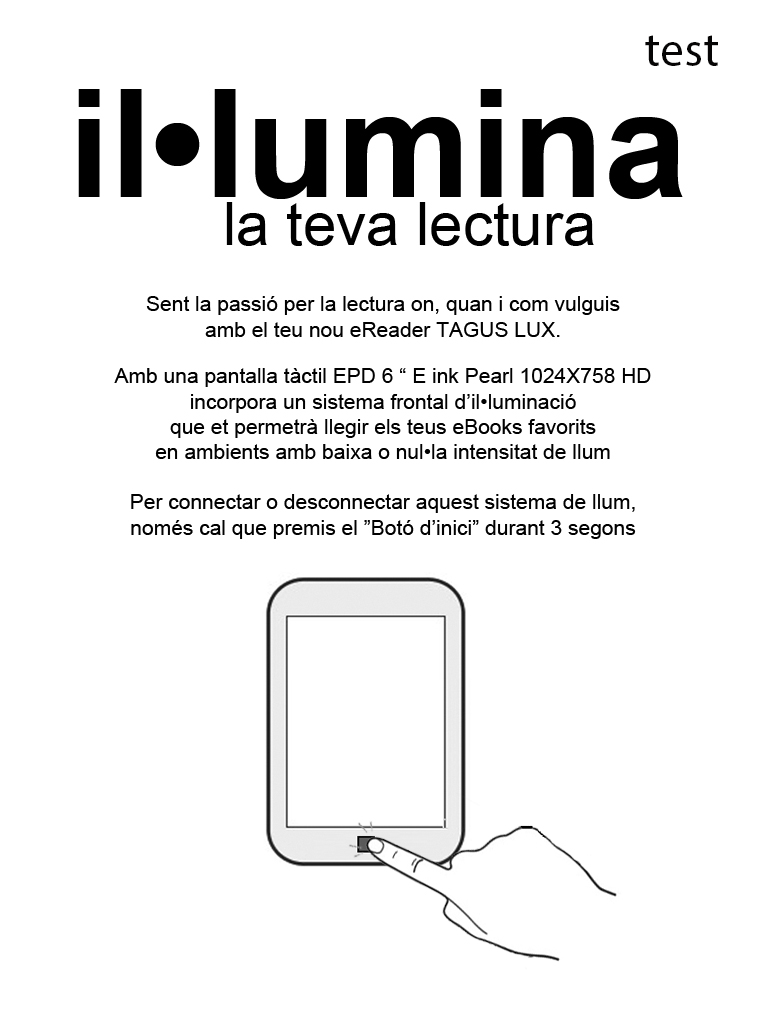 test
il•lumina
la teva lectura
Sent la passió per la lectura on, quan i com vulguis
amb el teu nou eReader TAGUS LUX.
Amb una pantalla tàctil EPD 6 “ E ink Pearl 1024X758 HD
incorpora un sistema frontal d’il•luminació
que et permetrà llegir els teus eBooks favorits
en ambients amb baixa o nul•la intensitat de llum
Per connectar o desconnectar aquest sistema de llum,
només cal que premis el ”Botó d’inici” durant 3 segons